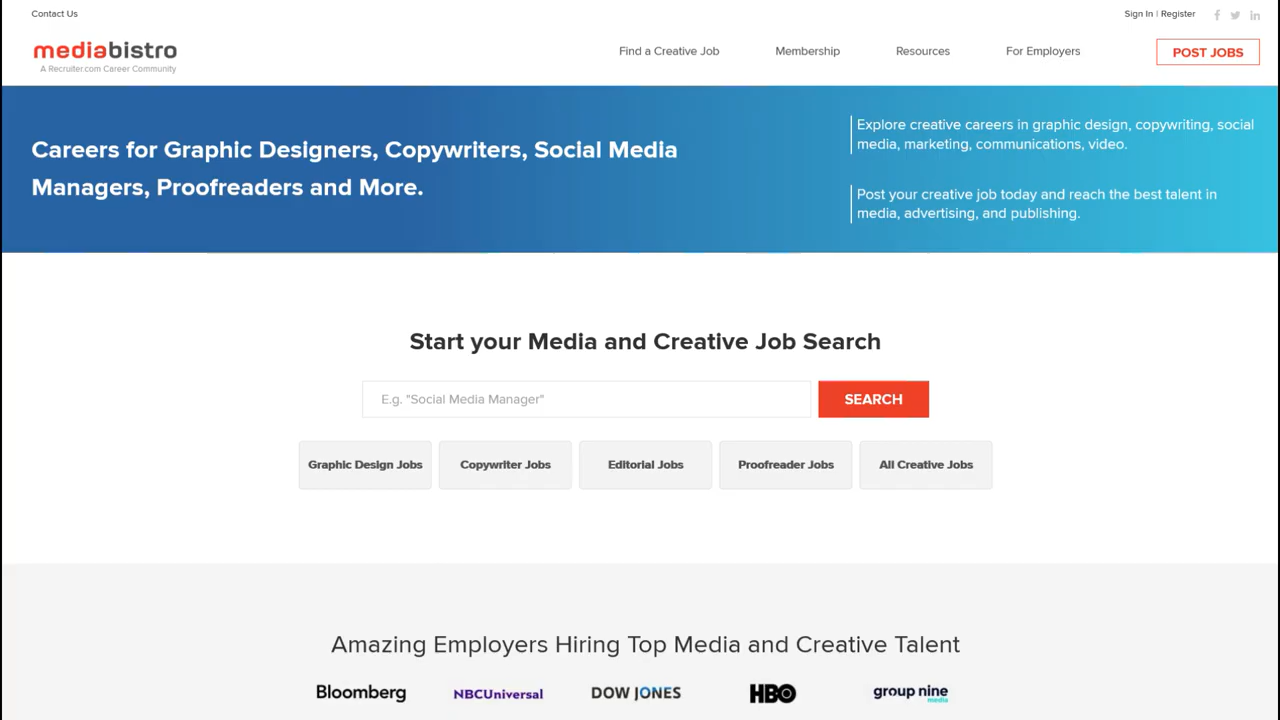 Contact Us
Sign In | Register
mediabistro
A Recruiter.com Career Community
Find a Creative Job
Membership
Resources
For Employers
POST JOBS
Careers for Graphic Designers, Copywriters, Social Media
Managers, Proofreaders and More.
Explore creative careers in graphic design, copywriting, social
media, marketing, communications, video.
Post your creative job today and reach the best talent in
media, advertising, and publishing.
Start your Media and Creative Job Search
E.g. "Social Media Manager"
SEARCH
Graphic Design Jobs
Copywriter Jobs
Editorial Jobs
Proofreader Jobs
All Creative Jobs
Amazing Employers Hiring Top Media and Creative Talent
Bloomberg
NBCUniversal
DOW JONES
HBO
group nine
media